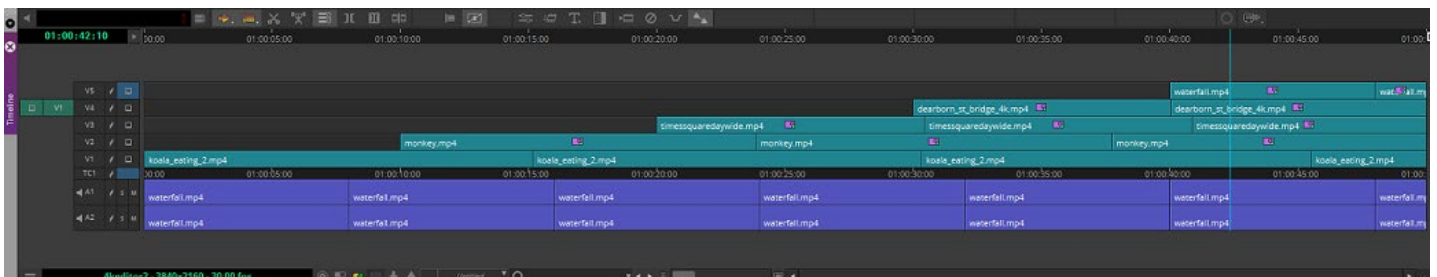 01:00:42:10 00:00 01:00:05:00 01:00:10:00 01:00:15:00 01:00:20:00 01:00:25:00 01:00:30:00 01:00:35:00 01:00:40:00 01:00:45:00 01:00:
Timeline
V5 waterfall.mp4
V1 V4 dearborn_st_bridge_4k.mp4 dearborn_st_bridge_4k.mp4
V3 timessquaredaywide.mp4 timessquaredaywide.mp4 timessquaredaywide.mp4
V2 monkey.mp4 monkey.mp4 monkey.mp4
V1 koala_eating_2.mp4 koala_eating_2.mp4 koala_eating_2.mp4 koala_eating_2.mp4
TC1 00:00 01:00:05:00 01:00:10:00 01:00:15:00 01:00:20:00 01:00:25:00 01:00:30:00 01:00:35:00 01:00:40:00 01:00:45:00 01:00:
A1 S M waterfall.mp4 waterfall.mp4 waterfall.mp4 waterfall.mp4 waterfall.mp4 waterfall.mp4 waterfall.m
A2 S M waterfall.mp4 waterfall.mp4 waterfall.mp4 waterfall.mp4 waterfall.mp4 waterfall.mp4 waterfall.m
Untitled